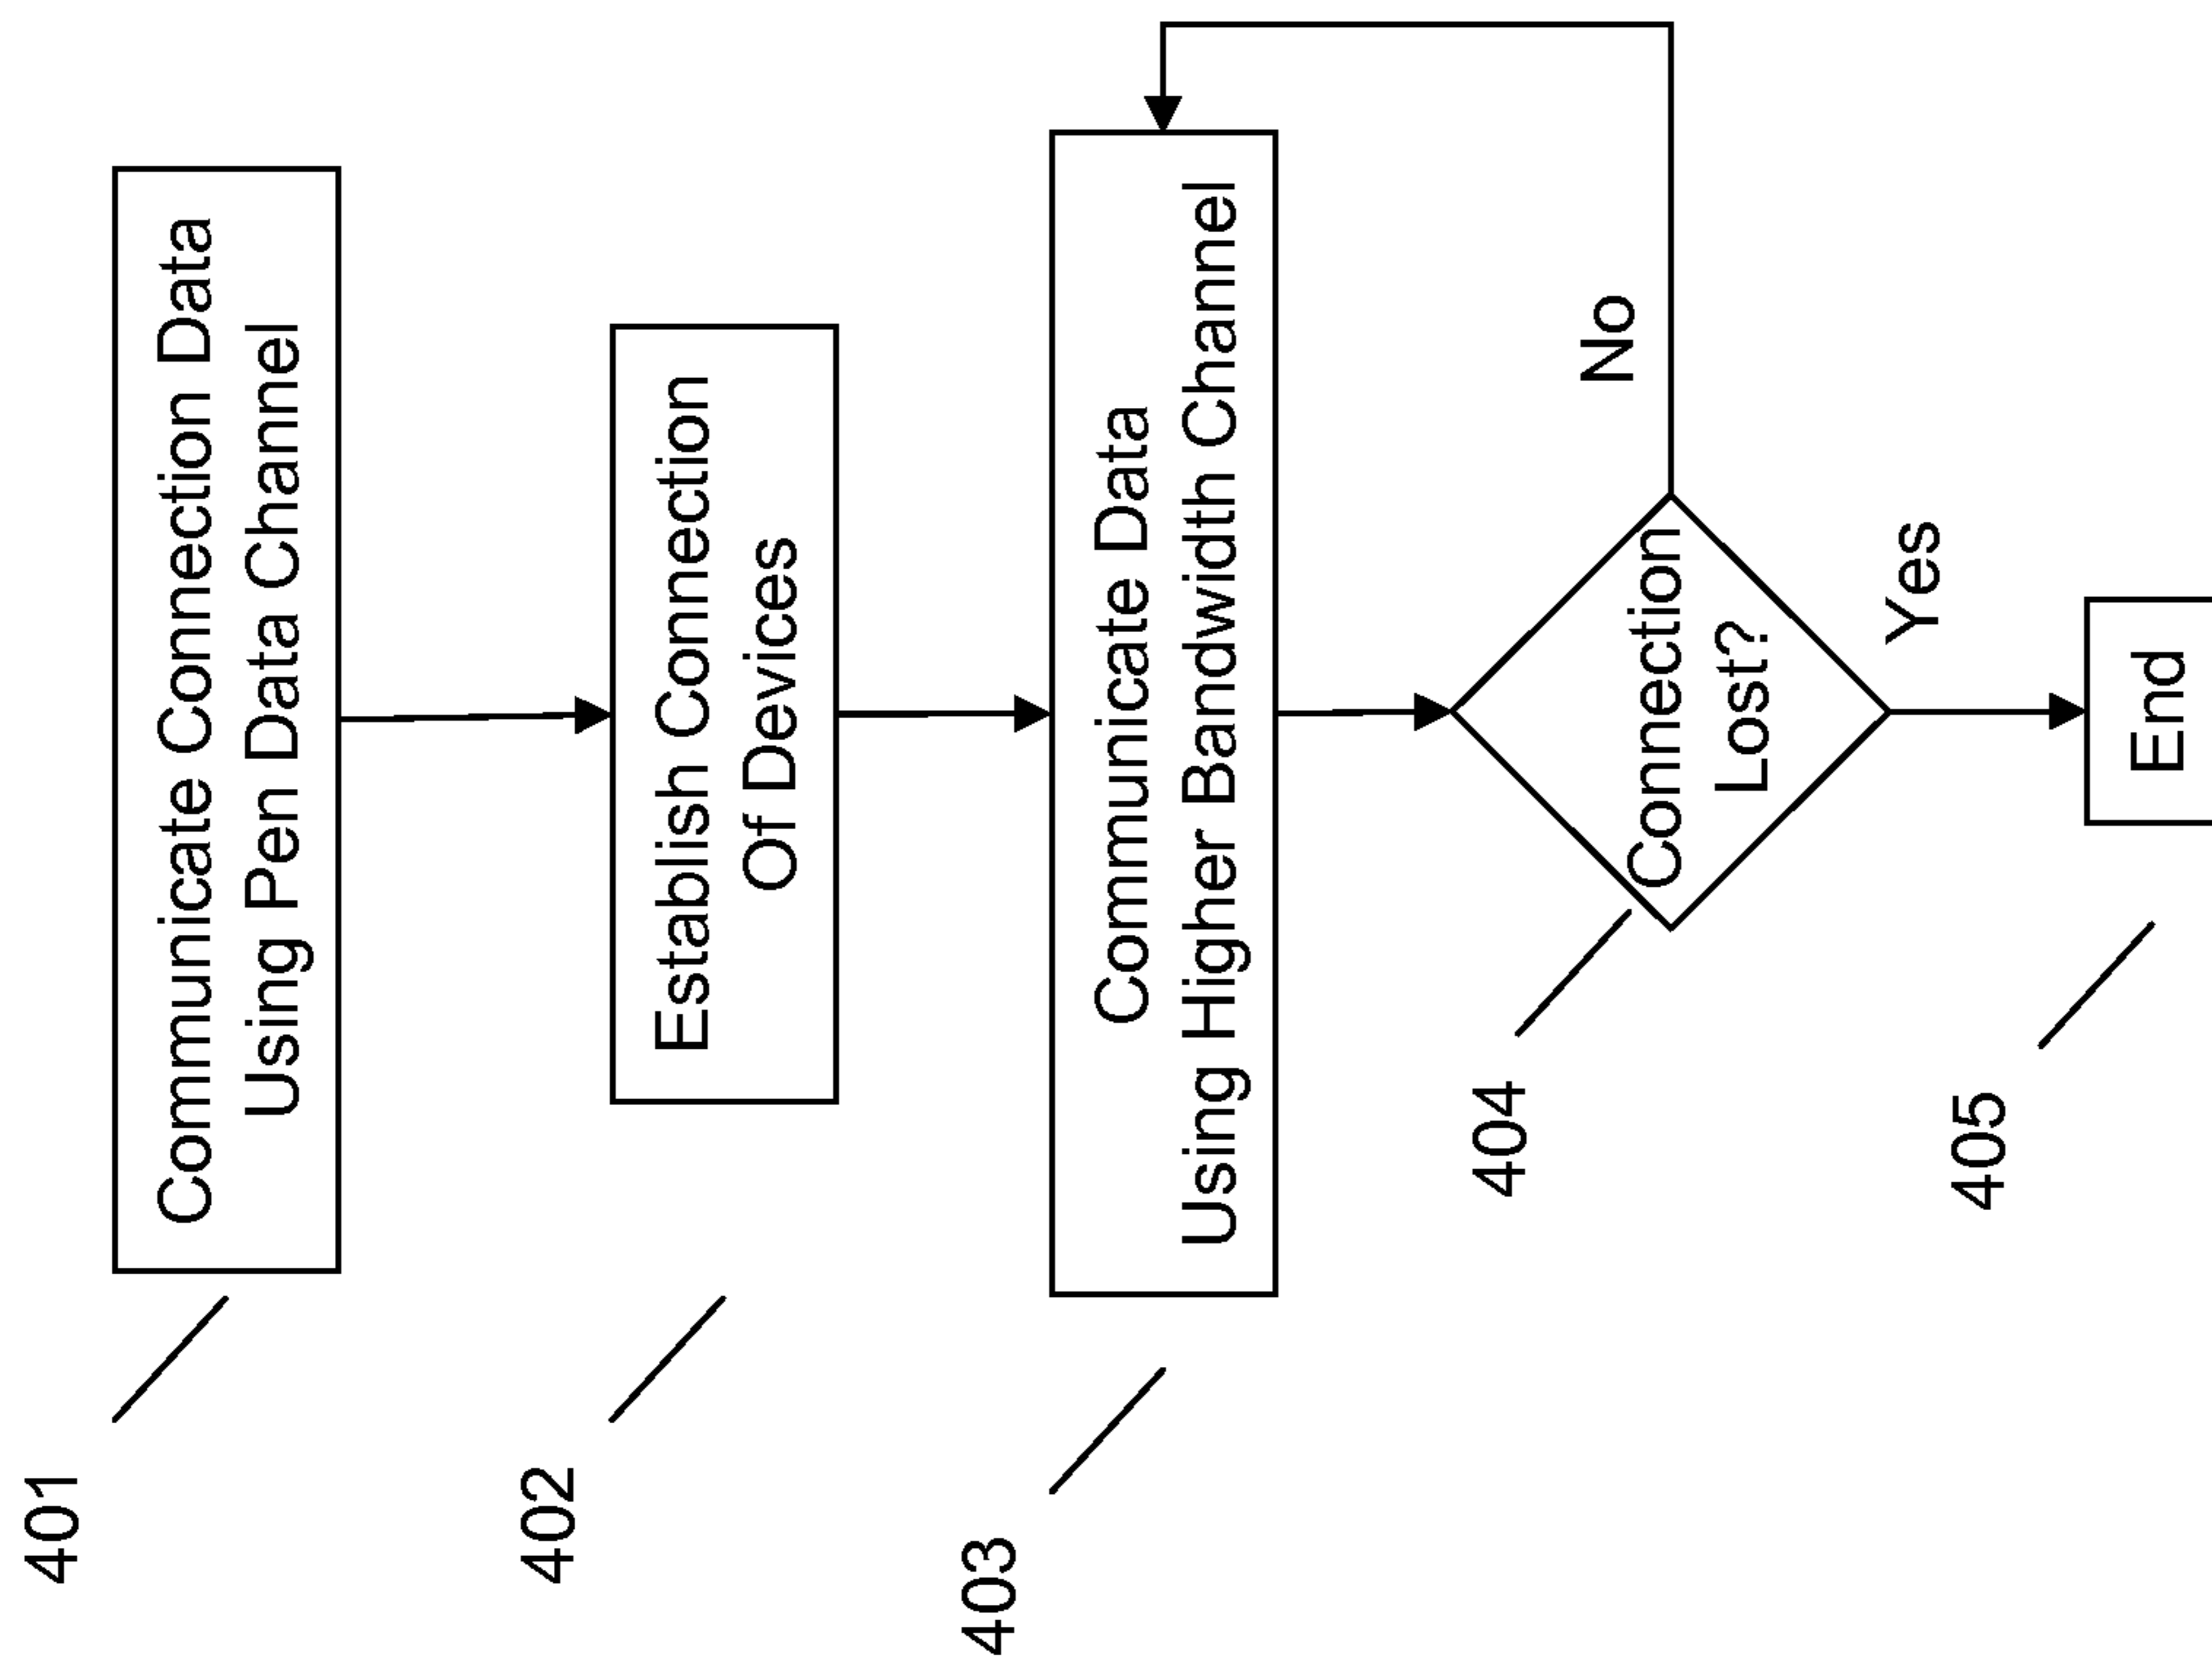 401
Communicate Connection Data
Using Pen Data Channel
402
Establish Connection
Of Devices
403
Communicate Data
Using Higher Bandwidth Channel
404
Connection
Lost?
No
Yes
405
End